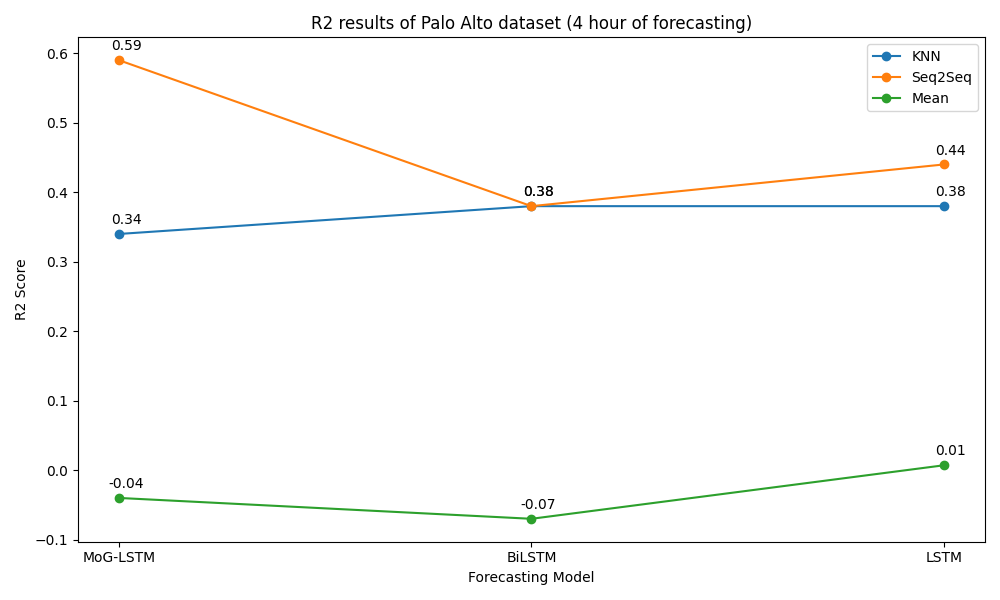 R2 results of Palo Alto dataset (4 hour of forecasting)
KNN
Seq2Seq
Mean
0.59
0.34
0.38
0.38
0.44
0.38
-0.04
-0.07
0.01
0.6
0.5
0.4
0.3
0.2
0.1
0.0
−0.1
R2 Score
MoG-LSTM
BiLSTM
LSTM
Forecasting Model